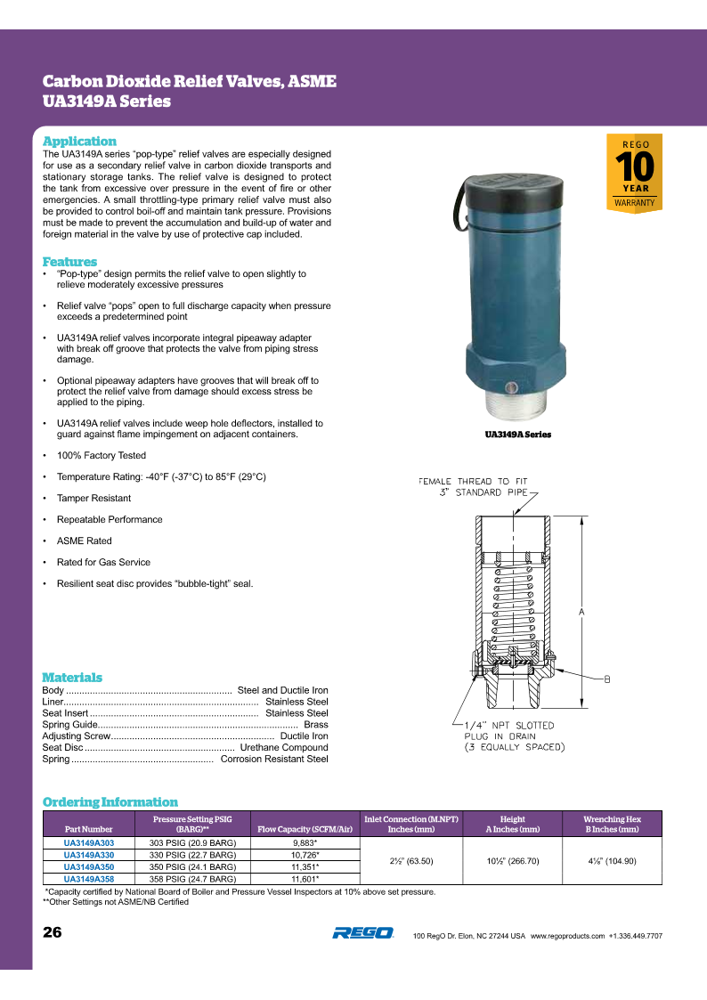 Carbon Dioxide Relief Valves, ASME
UA3149A Series
Application
The UA3149A series “pop-type” relief valves are especially designed
for use as a secondary relief valve in carbon dioxide transports and
stationary storage tanks. The relief valve is designed to protect
the tank from excessive over pressure in the event of fire or other
emergencies. A small throttling-type primary relief valve must also
be provided to control boil-off and maintain tank pressure. Provisions
must be made to prevent the accumulation and build-up of water and
foreign material in the valve by use of protective cap included.
Features
• “Pop-type” design permits the relief valve to open slightly to
relieve moderately excessive pressures
• Relief valve “pops” open to full discharge capacity when pressure
exceeds a predetermined point
• UA3149A relief valves incorporate integral pipeaway adapter
with break off groove that protects the valve from piping stress
damage.
• Optional pipeaway adapters have grooves that will break off to
protect the relief valve from damage should excess stress be
applied to the piping.
• UA3149A relief valves include weep hole deflectors, installed to
guard against flame impingement on adjacent containers.
• 100% Factory Tested
• Temperature Rating: -40°F (-37°C) to 85°F (29°C)
• Tamper Resistant
• Repeatable Performance
• ASME Rated
• Rated for Gas Service
• Resilient seat disc provides “bubble-tight” seal.
REGO
10
YEAR
WARRANTY
UA3149A Series
FEMALE THREAD TO FIT
3" STANDARD PIPE
A
B
1/4" NPT SLOTTED
PLUG IN DRAIN
(3 EQUALLY SPACED)
Materials
Body ............................................................... Steel and Ductile Iron
Liner.......................................................................... Stainless Steel
Seat Insert ................................................................ Stainless Steel
Spring Guide.............................................................................. Brass
Adjusting Screw.............................................................. Ductile Iron
Seat Disc ......................................................... Urethane Compound
Spring ...................................................... Corrosion Resistant Steel
Ordering Information
Part Number Pressure Setting PSIG (BARG)** Flow Capacity (SCFM/Air) Inlet Connection (M.NPT) Inches (mm) Height A Inches (mm) Wrenching Hex B Inches (mm)
UA3149A303 303 PSIG (20.9 BARG) 9,883*
UA3149A330 330 PSIG (22.7 BARG) 10,726*
2½” (63.50) 10½” (266.70) 4⅛” (104.90)
UA3149A350 350 PSIG (24.1 BARG) 11,351*
UA3149A358 358 PSIG (24.7 BARG) 11,601*
*Capacity certified by National Board of Boiler and Pressure Vessel Inspectors at 10% above set pressure.
**Other Settings not ASME/NB Certified
26
REGO
100 RegO Dr. Elon, NC 27244 USA www.regoproducts.com +1.336.449.7707